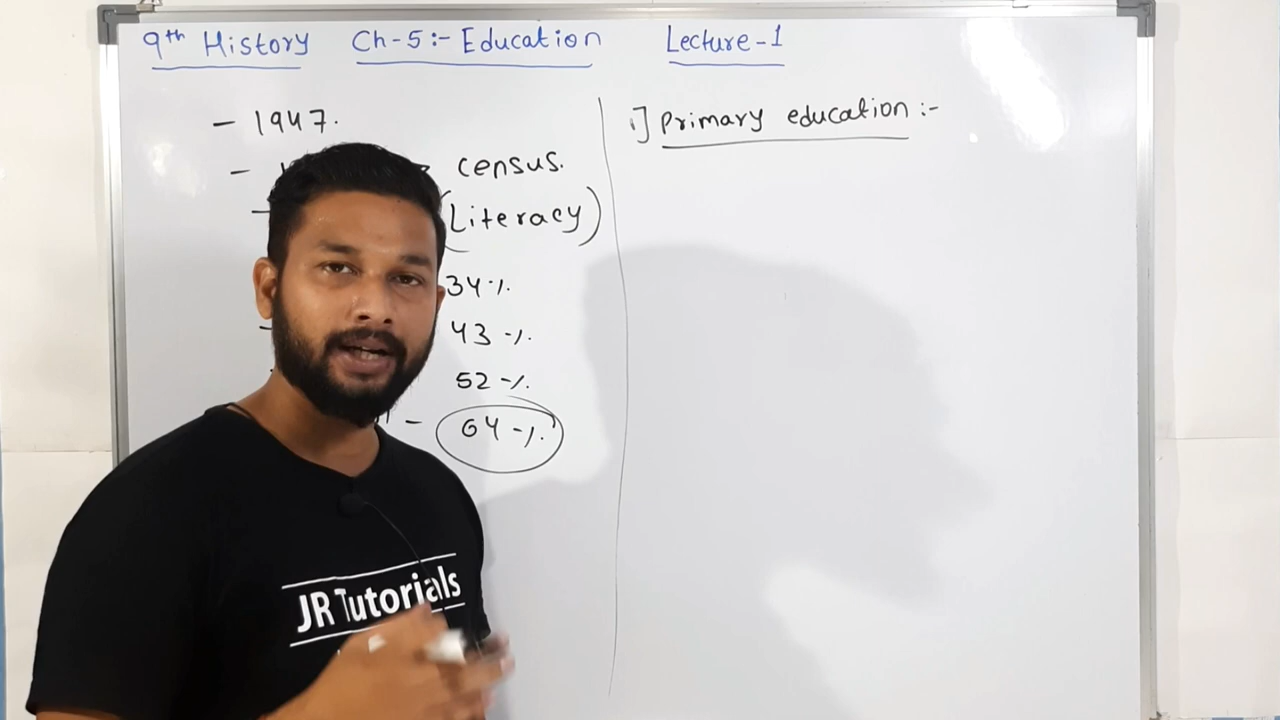 9th History Ch-5:- Education Lecture-1
- 1947.
- census.
- (Literacy)
34%.
- 43 %.
52 %.
- 64 %.
1] Primary education :-
JR Tutorials